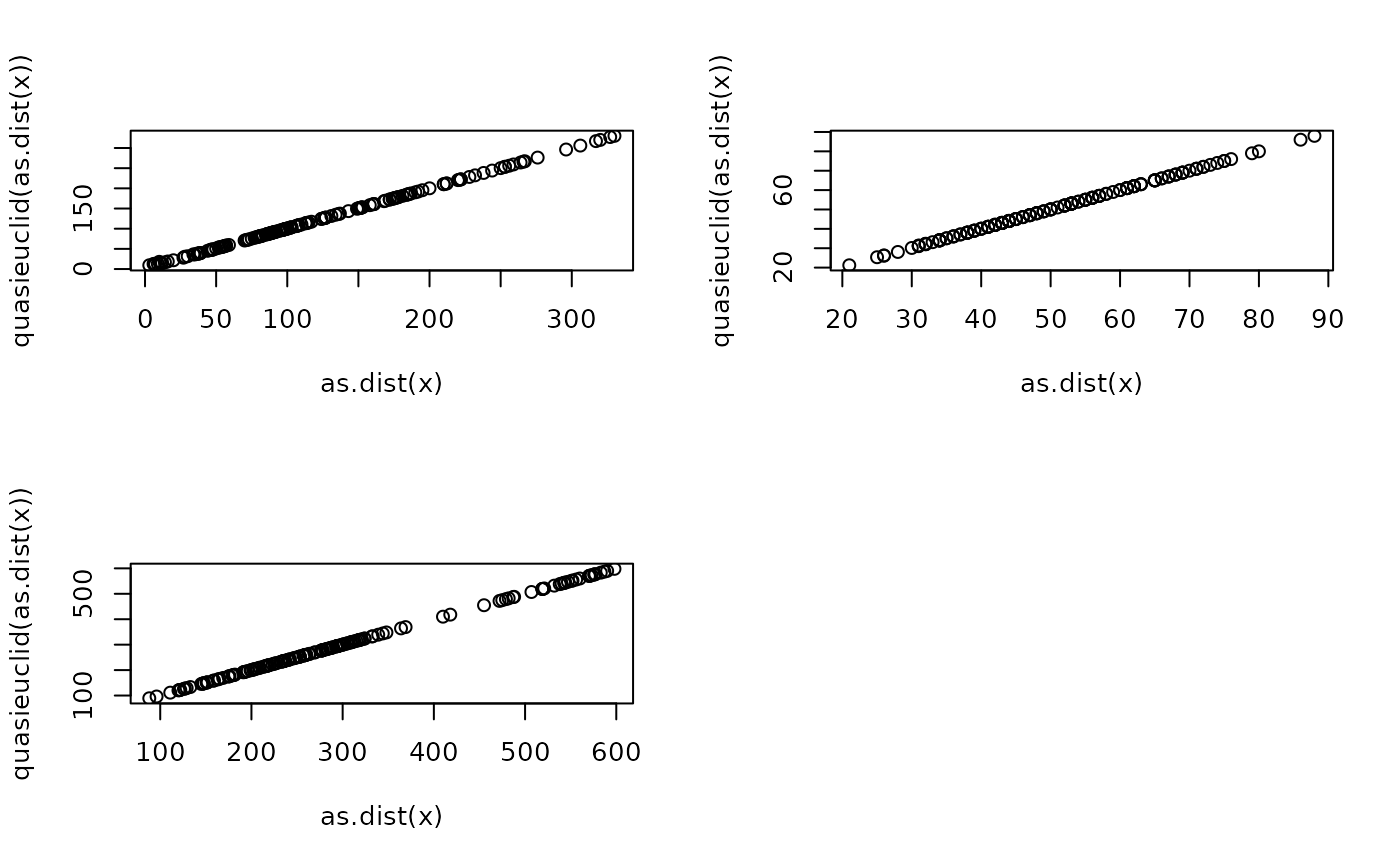 quasieuclid(as.dist(x))
0 150
0 50 100 200 300
as.dist(x)
quasieuclid(as.dist(x))
20 60
20 30 40 50 60 70 80 90
as.dist(x)
quasieuclid(as.dist(x))
100 500
100 200 300 400 500 600
as.dist(x)